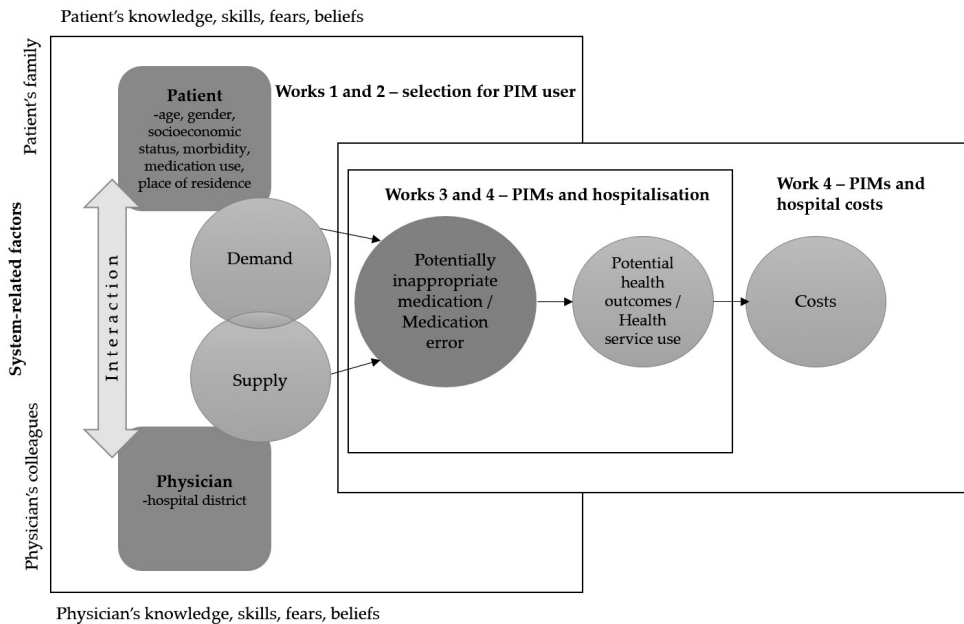 Patient's knowledge, skills, fears, beliefs
Patient's family
System-related factors
Physician's colleagues
Patient
-age, gender,
socioeconomic
status, morbidity,
medication use,
place of residence
Works 1 and 2 – selection for PIM user
Interaction
Demand
Supply
Physician
-hospital district
Works 3 and 4 – PIMs and hospitalisation
Potentially
inappropriate
medication /
Medication
error
Potential
health
outcomes /
Health
service use
Work 4 – PIMs and
hospital costs
Costs
Physician's knowledge, skills, fears, beliefs